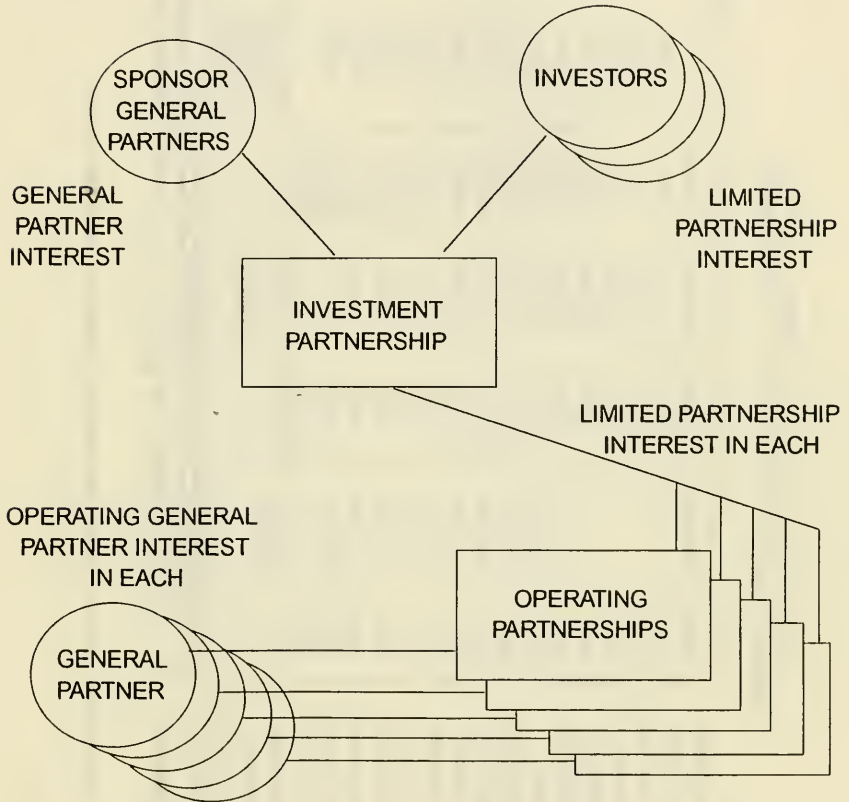 SPONSOR
GENERAL
PARTNERS
INVESTORS
GENERAL
PARTNER
INTEREST
LIMITED
PARTNERSHIP
INTEREST
INVESTMENT
PARTNERSHIP
LIMITED PARTNERSHIP
INTEREST IN EACH
OPERATING GENERAL
PARTNER INTEREST
IN EACH
OPERATING
PARTNERSHIPS
GENERAL
PARTNER